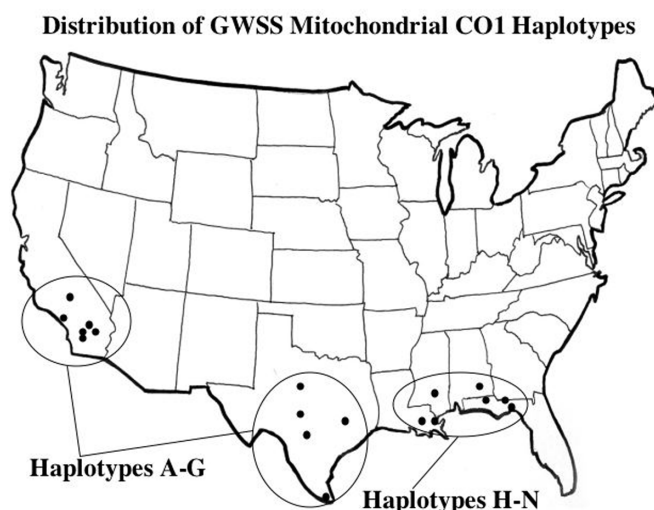 Distribution of GWSS Mitochondrial CO1 Haplotypes
Haplotypes A-G
Haplotypes H-N